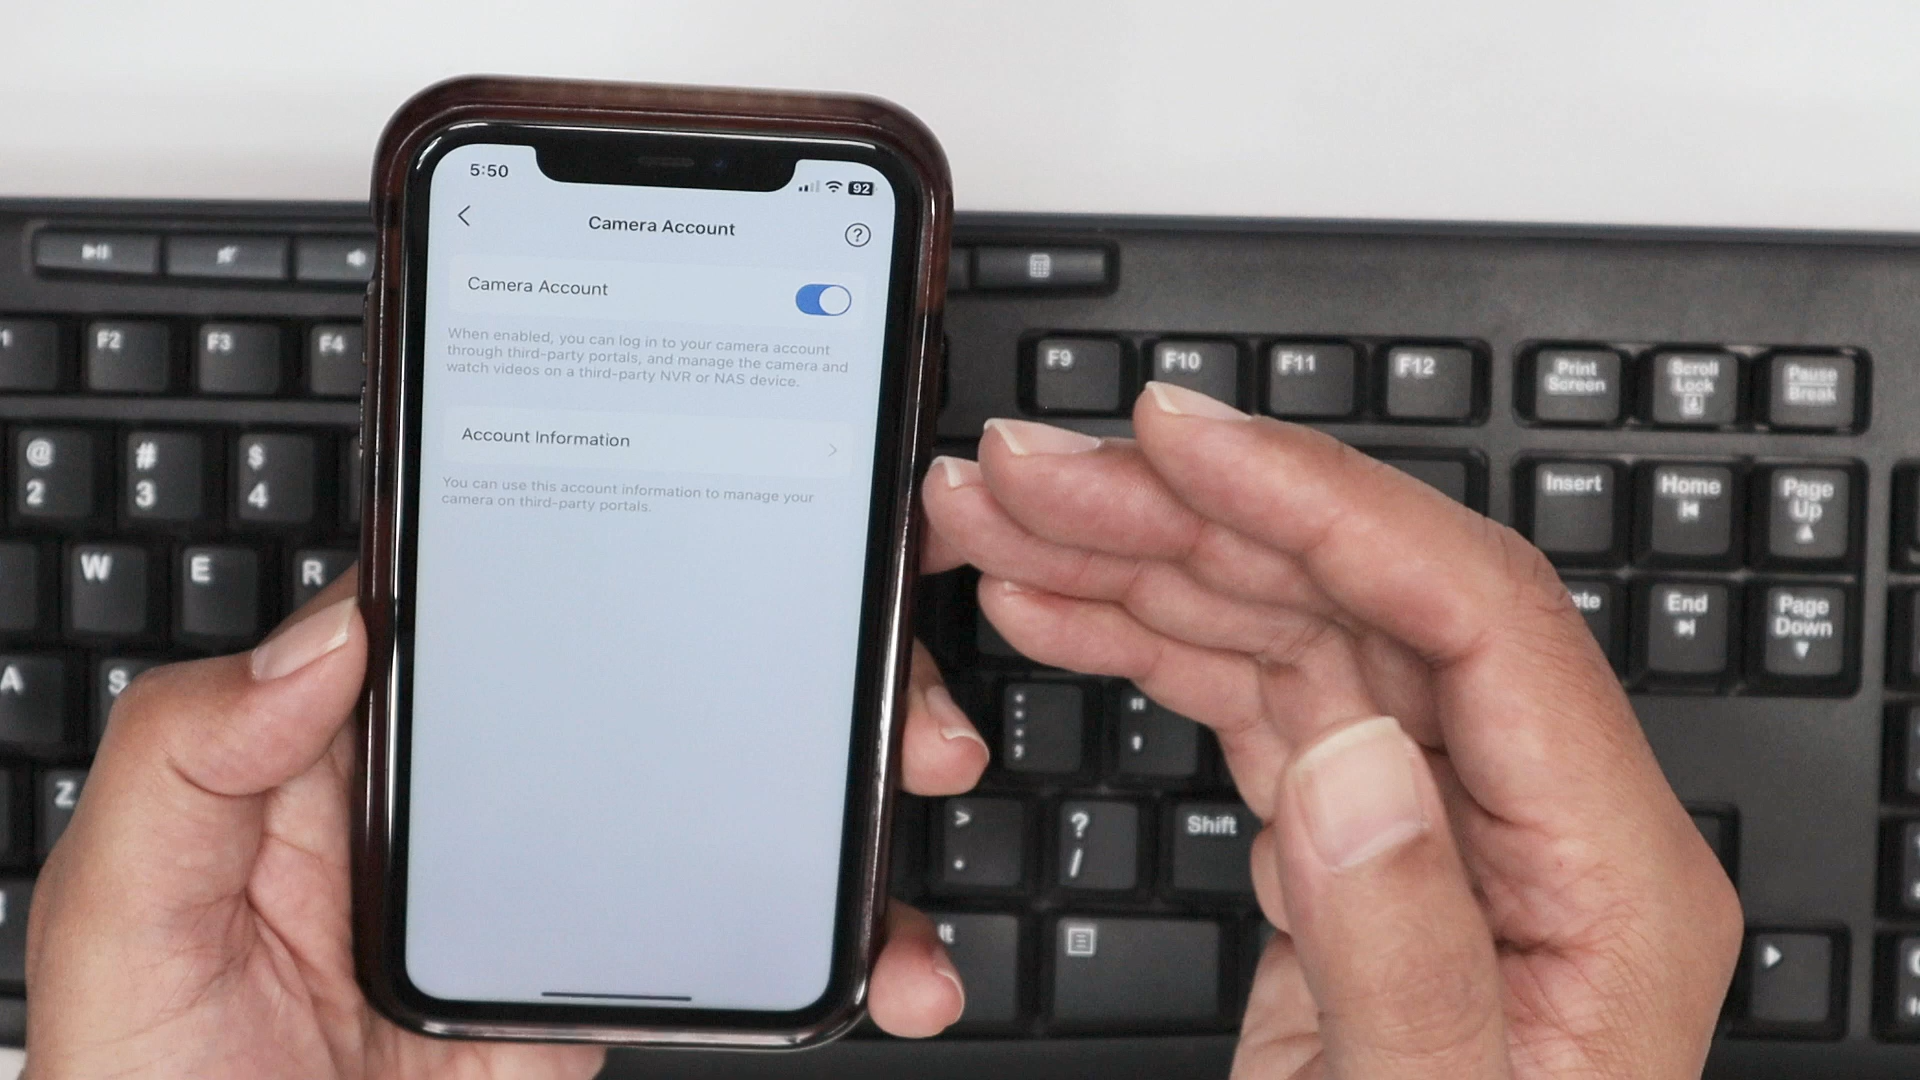 5:50
92
Camera Account
?
Camera Account
When enabled, you can log in to your camera account
through third-party portals, and manage the camera and
watch videos on a third-party NVR or NAS device.
Account Information
You can use this account information to manage your
camera on third-party portals.
F2 F3 F4
F9 F10 F11 F12
Print
Screen
Scroll
Lock
Pause
Break
@
2
#
3
$
4
Insert
Home
Page
Up
W E R
End
Page
Down
A S
:
;
"
'
Z
>
.
?
/
Shift